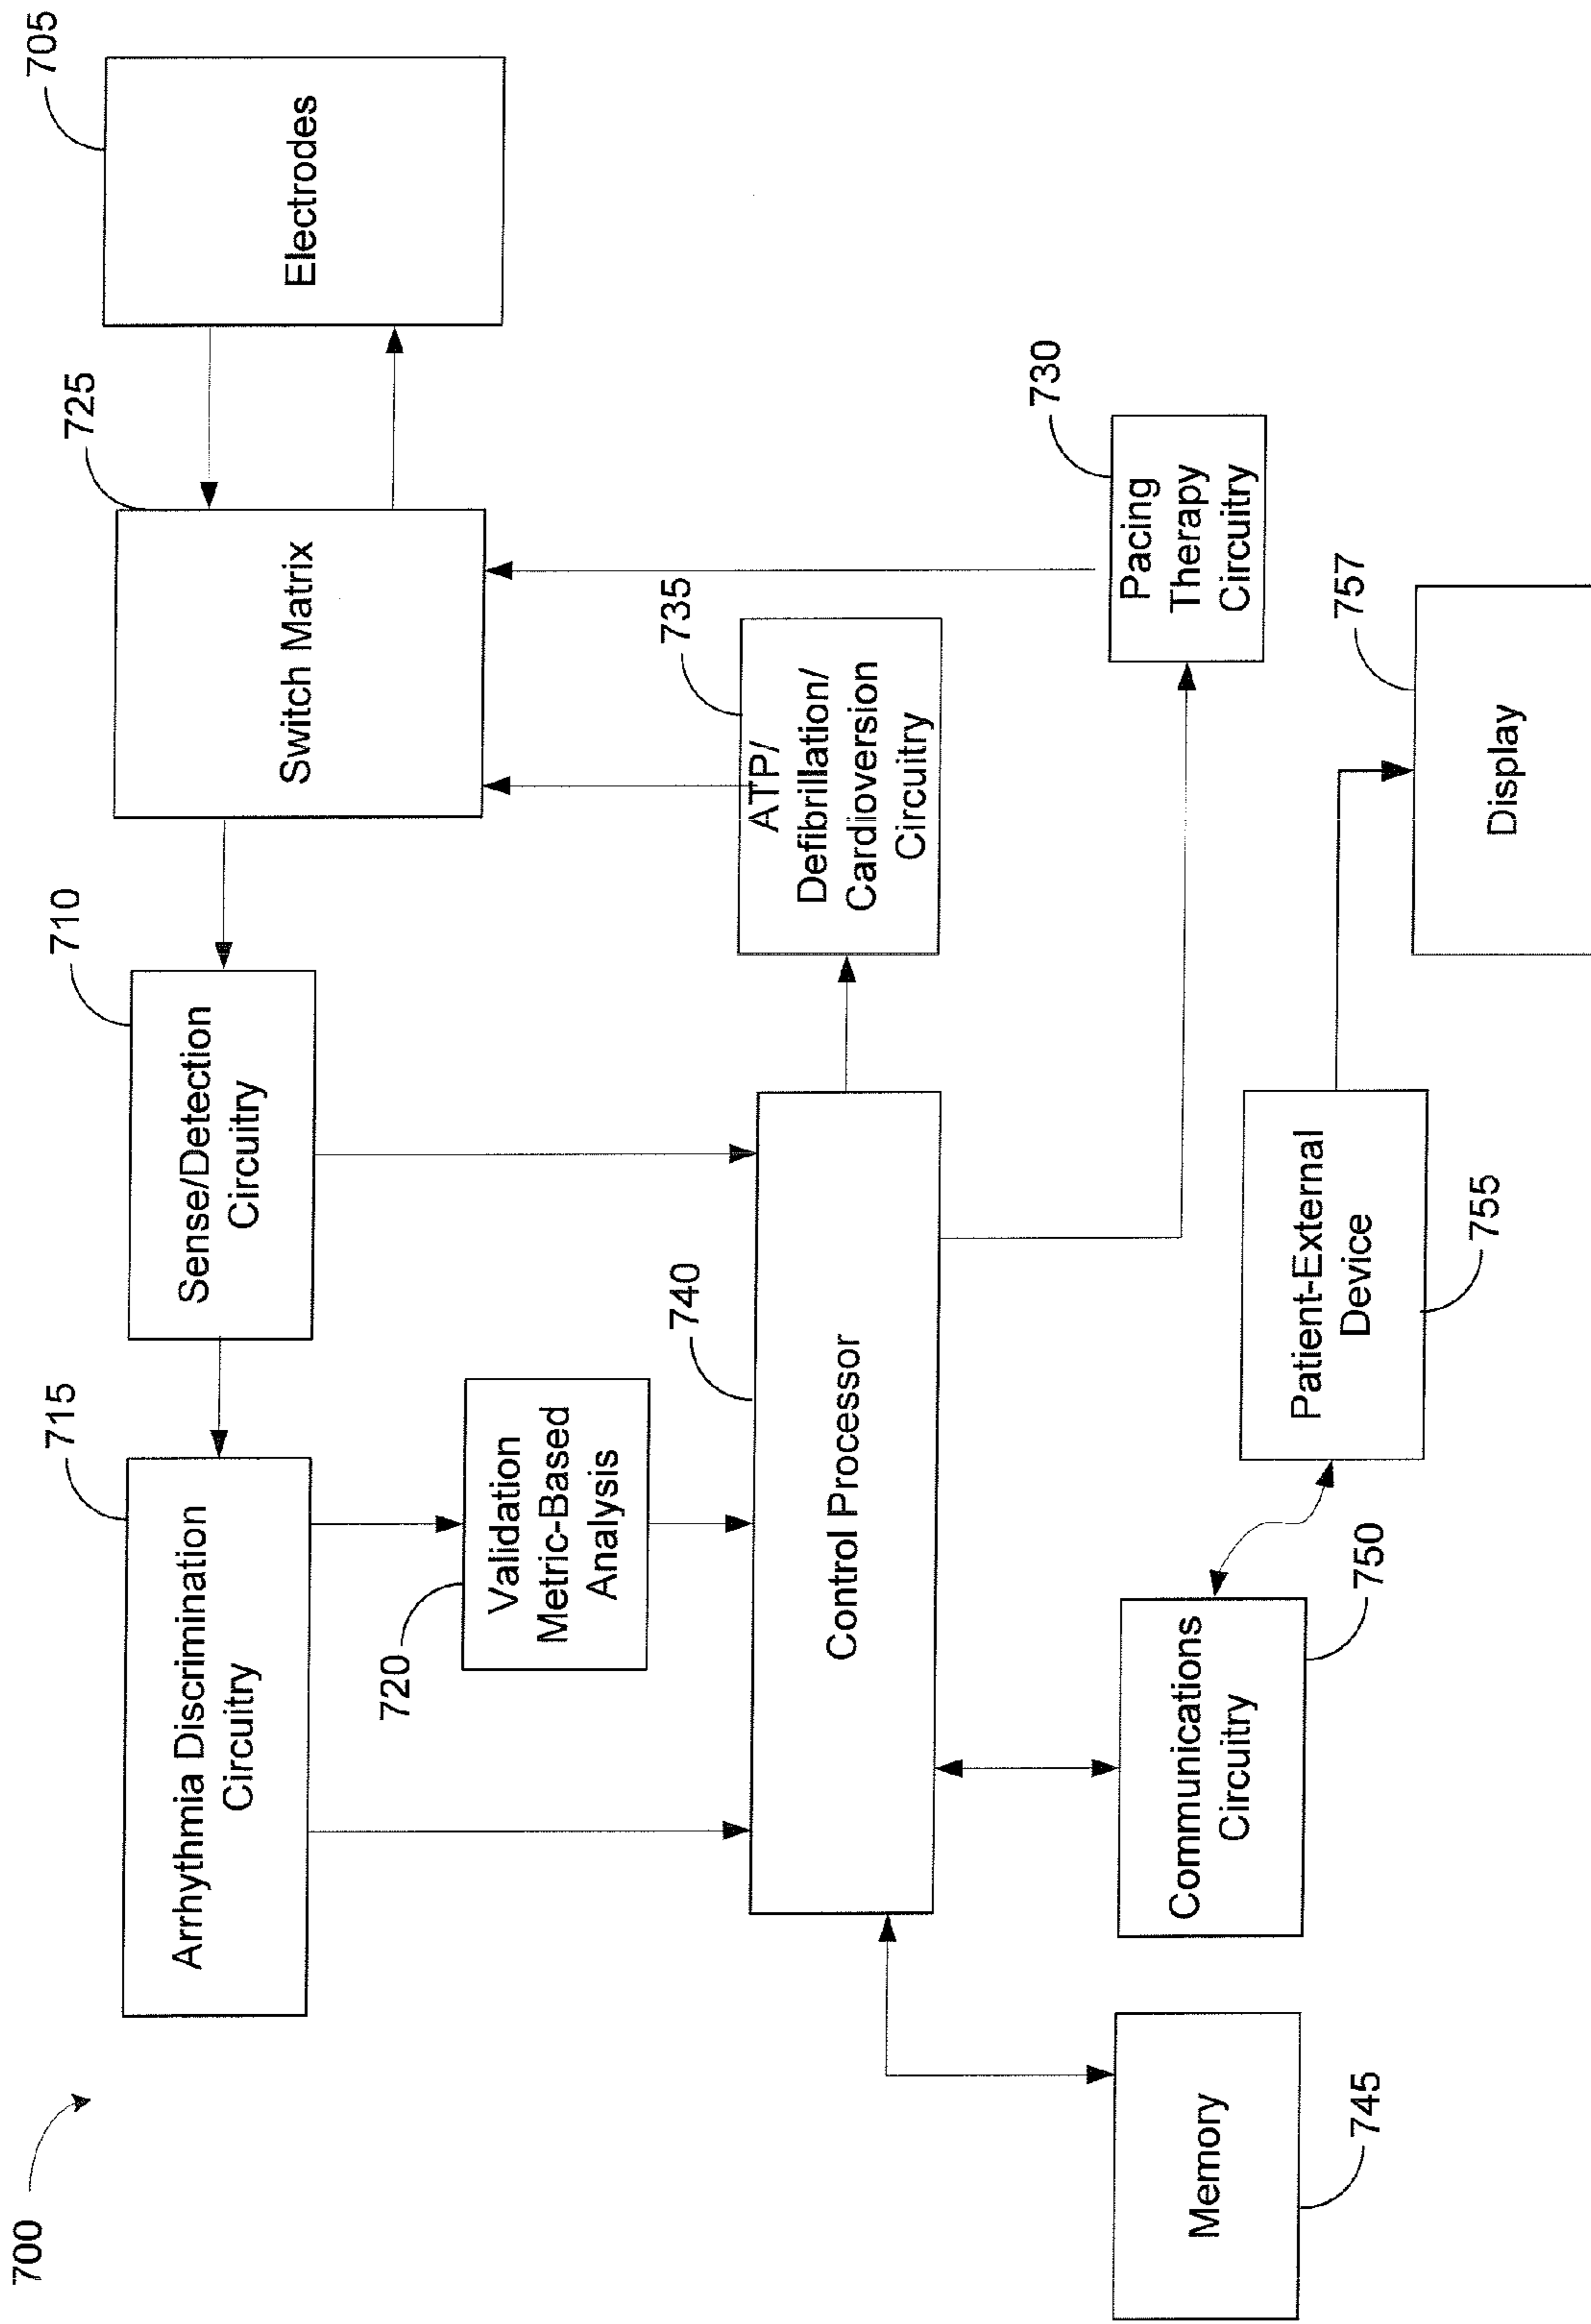 700
Arrhythmia Discrimination
Circuitry
715
Sense/Detection
Circuitry
710
Switch Matrix
725
Electrodes
705
720
Validation
Metric-Based
Analysis
ATP/
Defibrillation/
Cardioversion
Circuitry
735
Control Processor
740
Pacing
Therapy
Circuitry
730
Memory
745
Communications
Circuitry
750
Patient-External
Device
755
Display
757